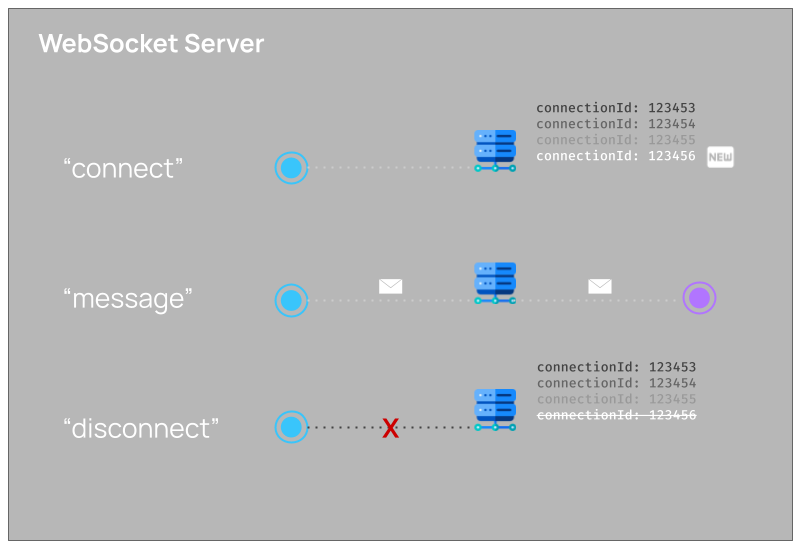 WebSocket Server
connectionId: 123453
connectionId: 123454
connectionId: 123455
“connect”
connectionId: 123456 NEW
“message”
connectionId: 123453
connectionId: 123454
connectionId: 123455
connectionId: 123456
“disconnect”
X